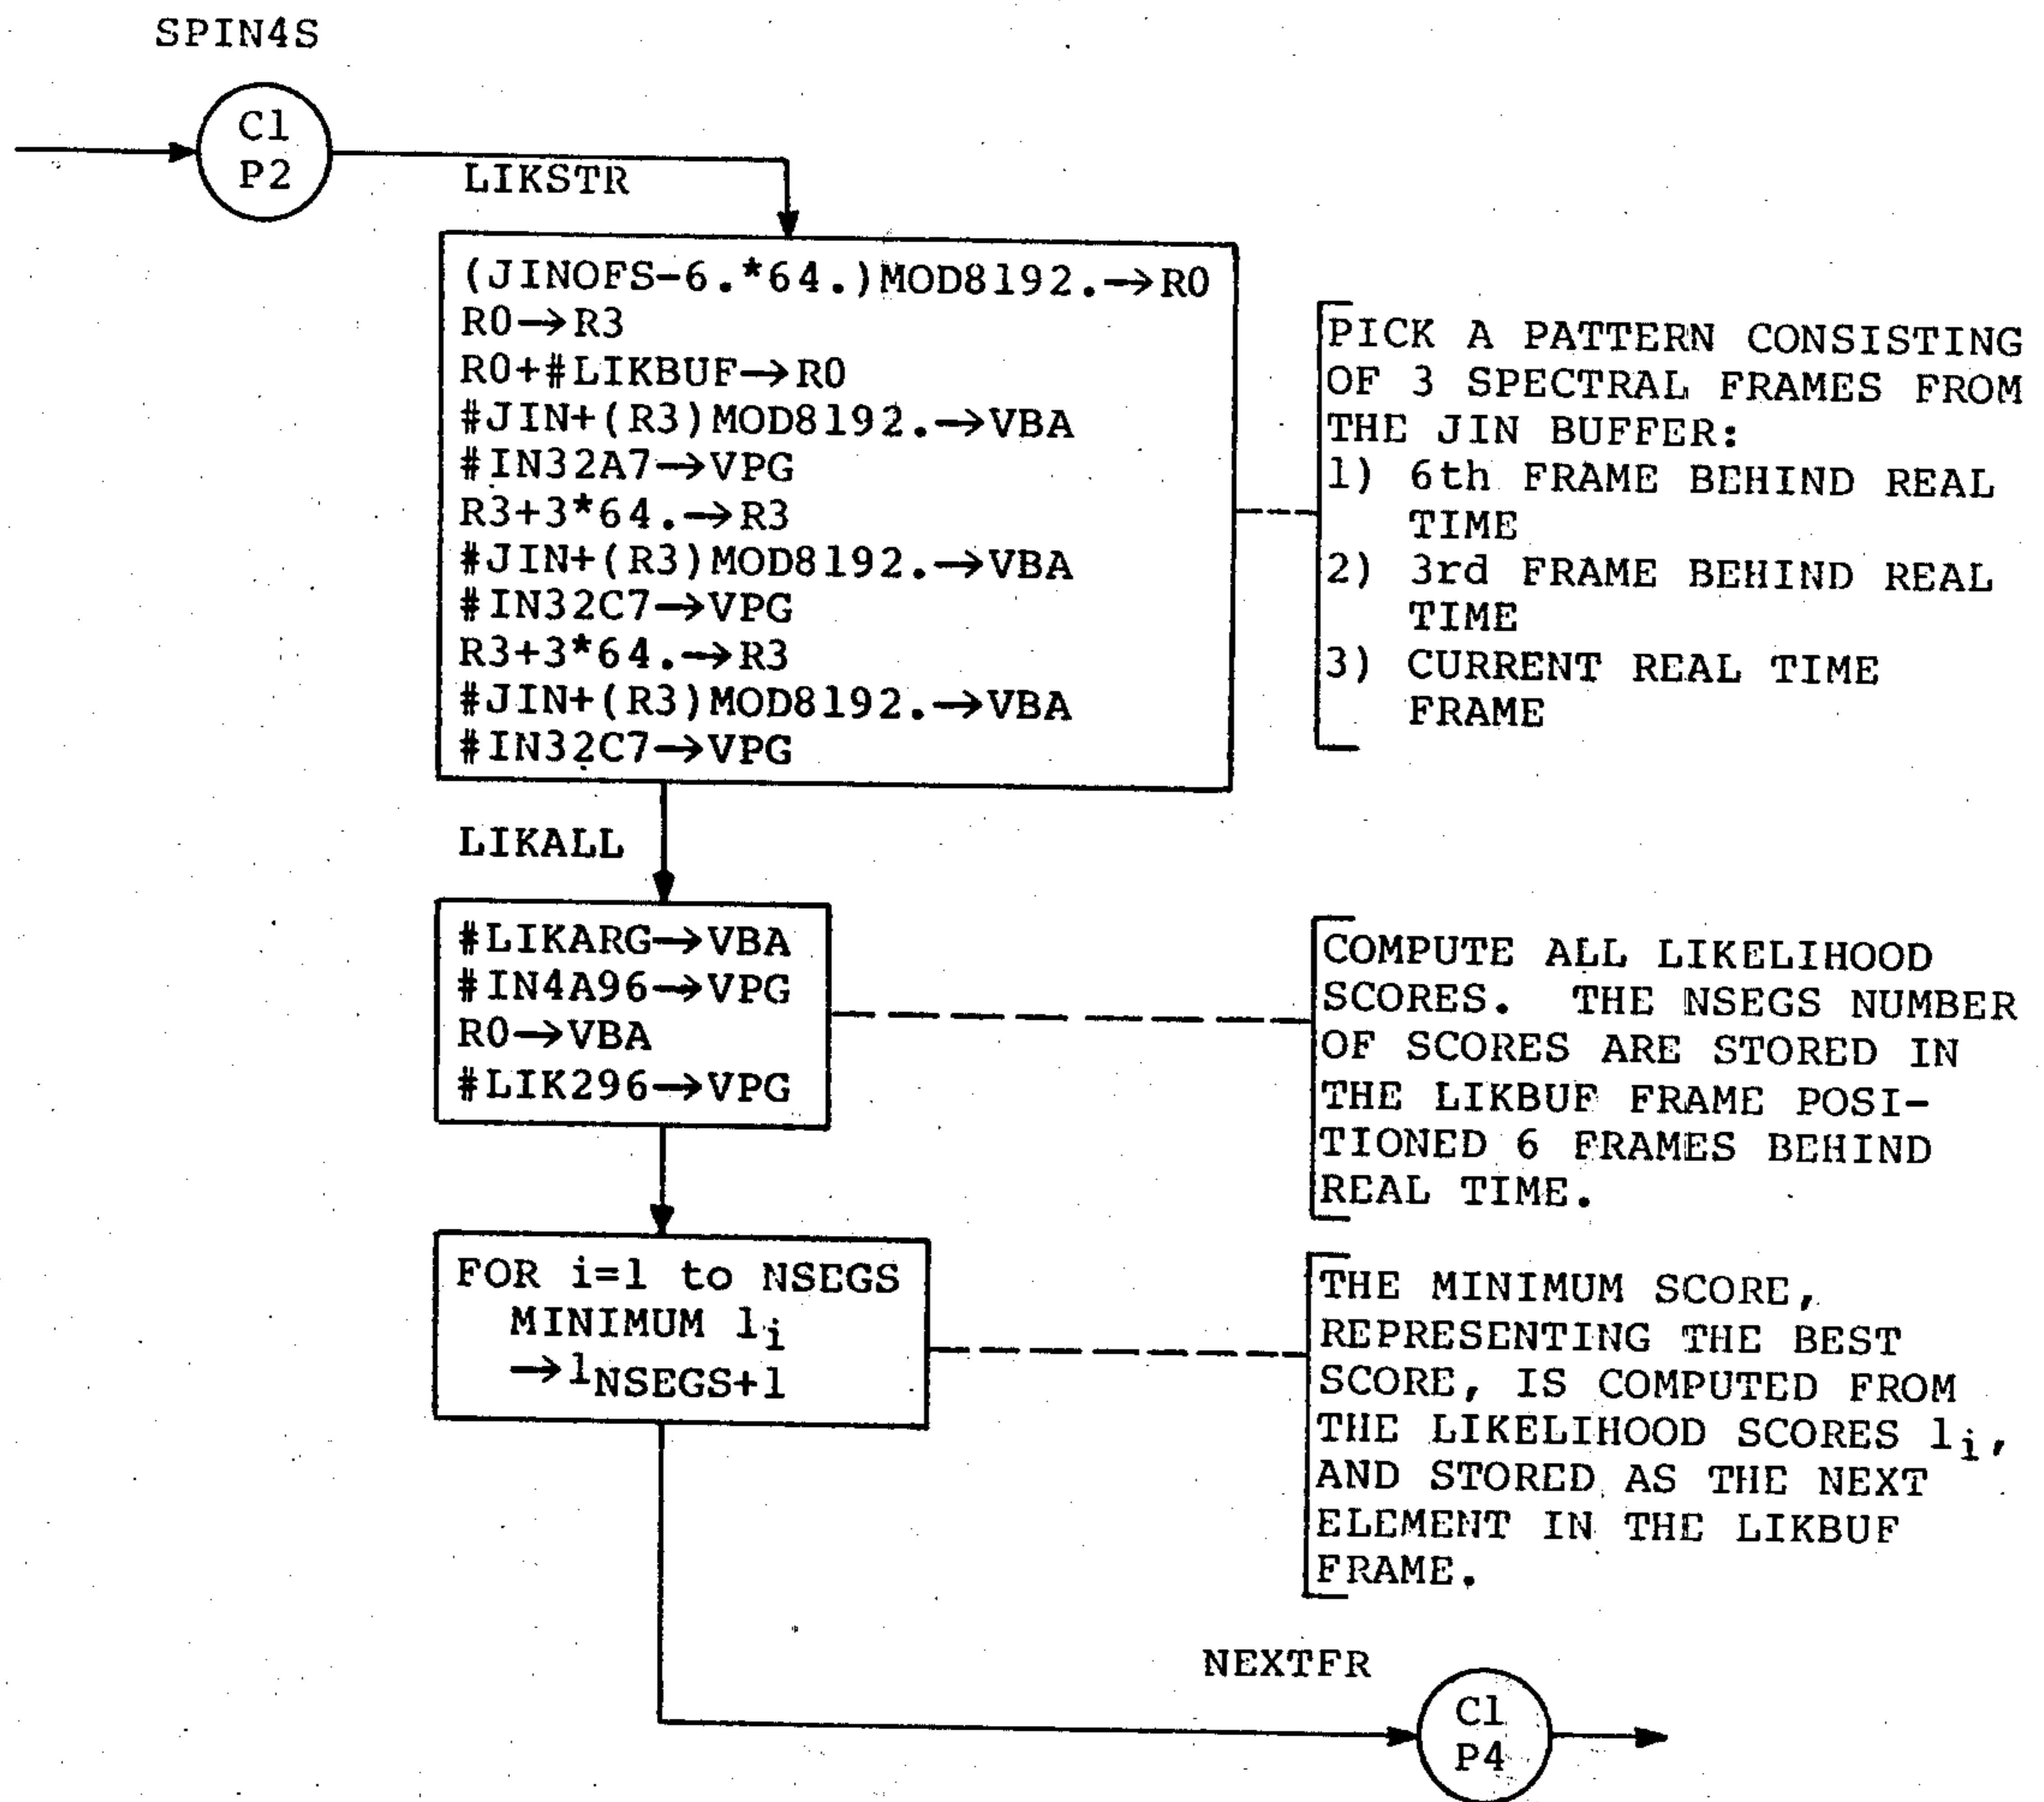 SPIN4S
C1
P2
LIKSTR
(JINOFS-6.*64.)MOD8192.→R0
R0→R3
R0+#LIKBUF→R0
#JIN+(R3)MOD8192.→VBA
#IN32A7→VPG
R3+3*64.→R3
#JIN+(R3)MOD8192.→VBA
#IN32C7→VPG
R3+3*64.→R3
#JIN+(R3)MOD8192.→VBA
#IN32C7→VPG
PICK A PATTERN CONSISTING
OF 3 SPECTRAL FRAMES FROM
THE JIN BUFFER:
1) 6th FRAME BEHIND REAL
TIME
2) 3rd FRAME BEHIND REAL
TIME
3) CURRENT REAL TIME
FRAME
LIKALL
#LIKARG→VBA
#IN4A96→VPG
R0→VBA
#LIK296→VPG
COMPUTE ALL LIKELIHOOD
SCORES. THE NSEGS NUMBER
OF SCORES ARE STORED IN
THE LIKBUF FRAME POSI-
TIONED 6 FRAMES BEHIND
REAL TIME.
FOR i=1 to NSEGS
MINIMUM li
→lNSEGS+1
THE MINIMUM SCORE,
REPRESENTING THE BEST
SCORE, IS COMPUTED FROM
THE LIKELIHOOD SCORES li,
AND STORED AS THE NEXT
ELEMENT IN THE LIKBUF
FRAME.
NEXTFR
C1
P4